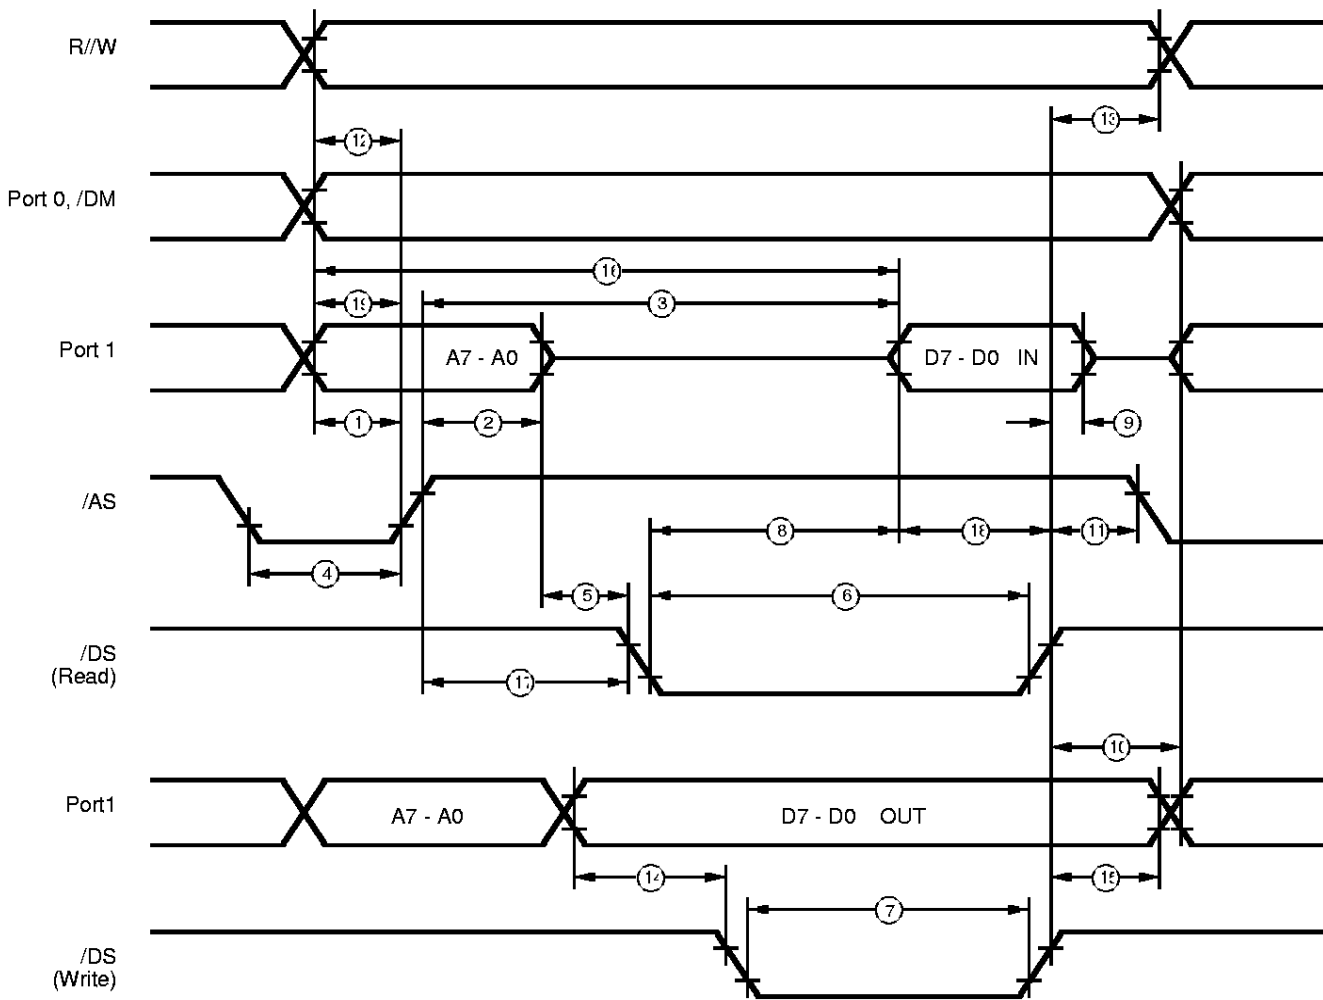 R//W
12
13
Port 0, /DM
16
19
3
Port 1
A7 - A0
D7 - D0 IN
1
2
9
/AS
8
18
11
4
5
6
/DS
(Read)
17
10
Port1
A7 - A0
D7 - D0 OUT
14
15
7
/DS
(Write)